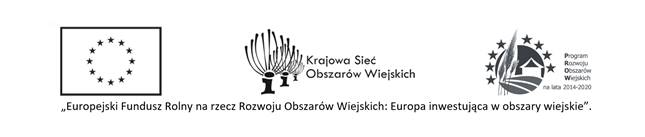 Krajowa Sieć
Obszarów Wiejskich
Program
Rozwoju
Obszarów
Wiejskich
na lata 2014-2020
„Europejski Fundusz Rolny na rzecz Rozwoju Obszarów Wiejskich: Europa inwestująca w obszary wiejskie”.